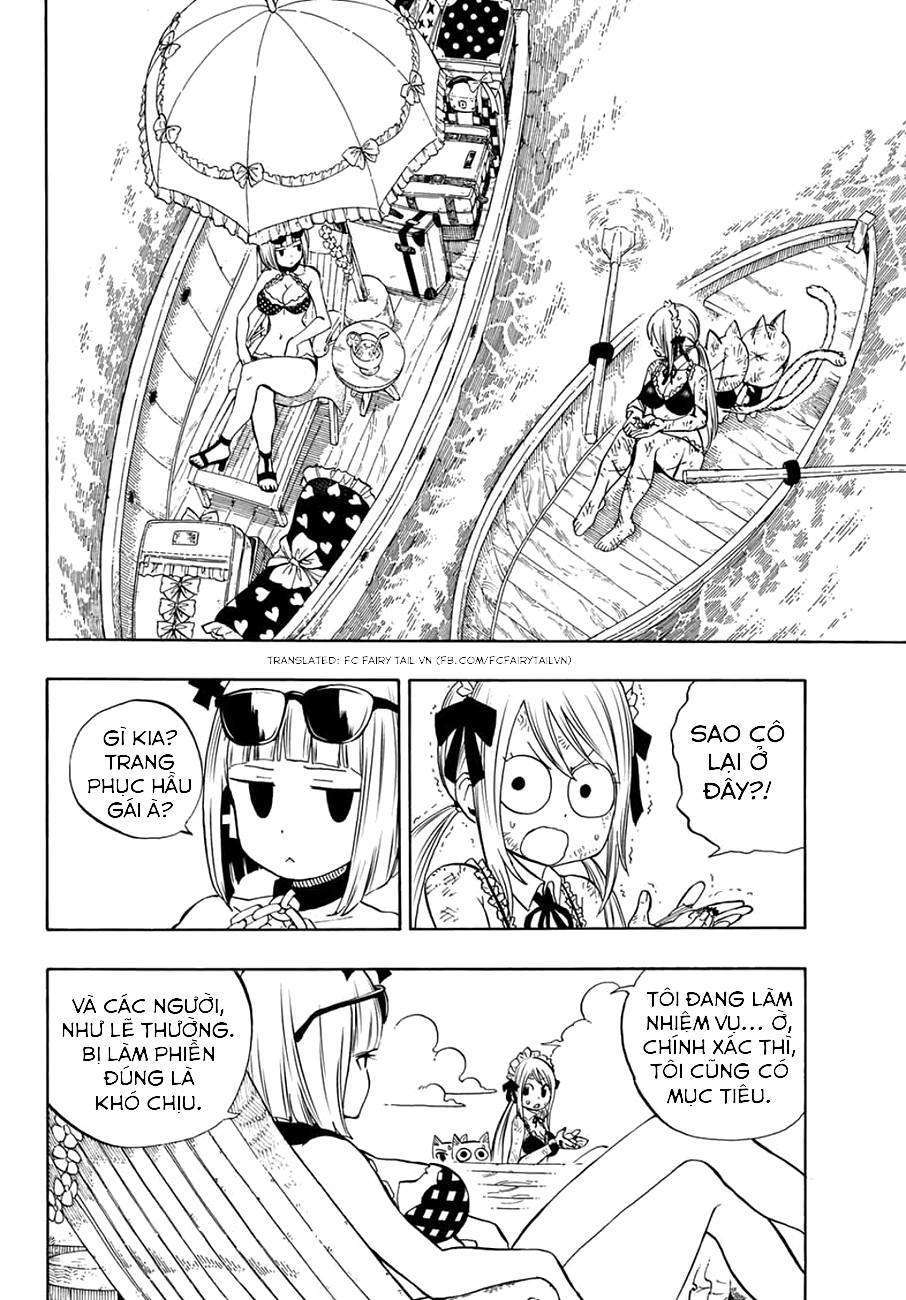 TRANSLATED: FC FAIRY TAIL VN (FB.COM/FCFAIRYTAILVN)
SAO CÔ
LẠI Ở
ĐÂY?!
GÌ KIA?
TRANG
PHỤC HẦU
GÁI À?
TÔI ĐANG LÀM
NHIỆM VỤ... Ờ,
CHÍNH XÁC THÌ,
TÔI CŨNG CÓ
MỤC TIÊU.
VÀ CÁC NGƯỜI,
NHƯ LẼ THƯỜNG.
BỊ LÀM PHIỀN
ĐÚNG LÀ
KHÓ CHỊU.